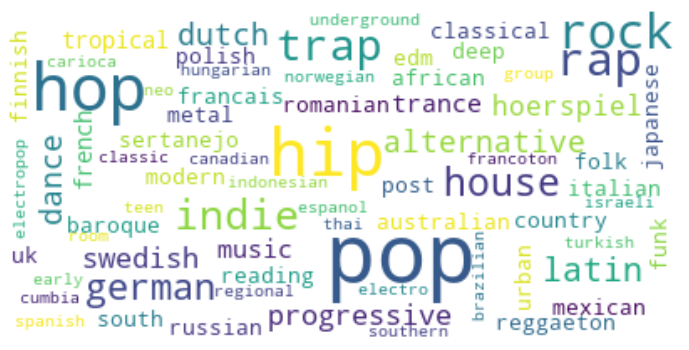 underground
finnish
tropical
dutch
trap
classical
rock
carioca
polish
edm
deep
rap
hop
hungarian
norwegian
african
group
neo
francais
romanian
trance
hoerspiel
japanese
metal
dance
french
sertanejo
hip
alternative
classic
canadian
francoton
folk
electropop
modern
indonesian
post
house
italian
israeli
teen
indie
espanol
baroque
thai
australian
country
room
pop
funk
uk
swedish
music
brazilian
turkish
early
german
reading
urban
latin
regional
electro
cumbia
mexican
spanish
south
russian
progressive
southern
reggaeton